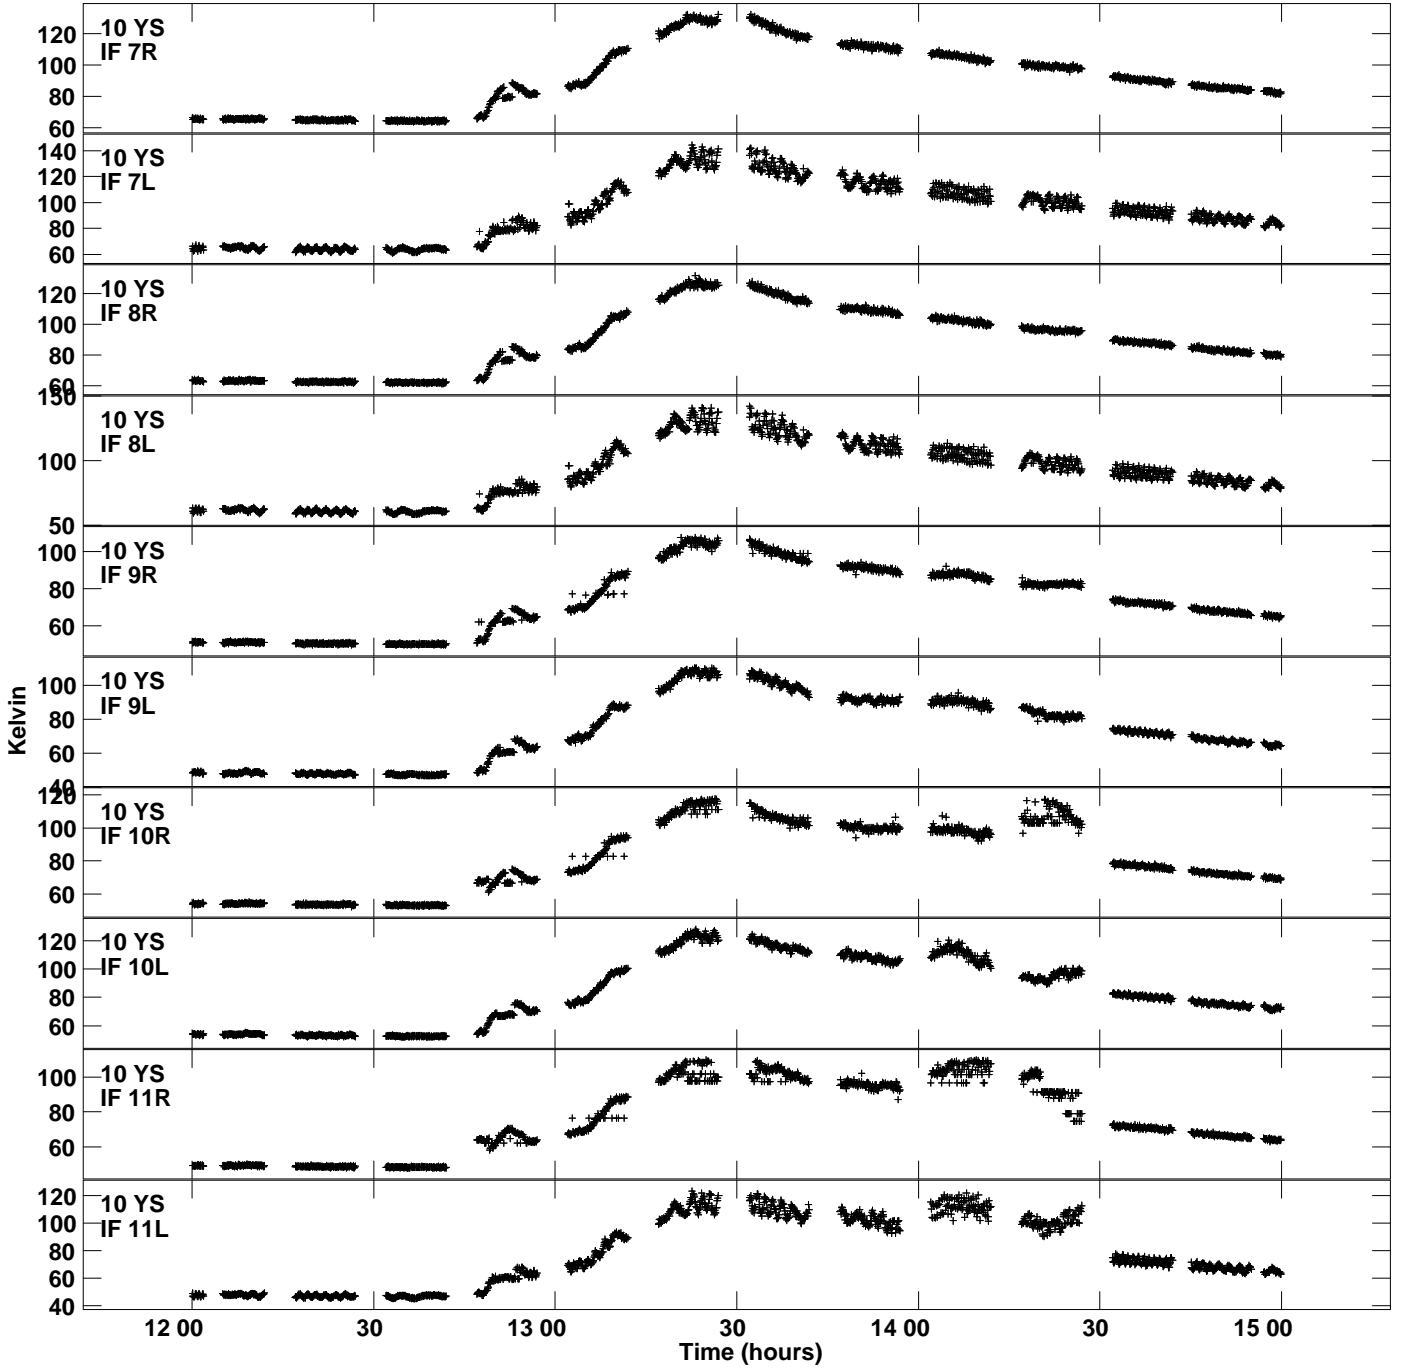 10 YS
IF 7R
120
100
80
60
10 YS
IF 7L
140
120
100
80
60
10 YS
IF 8R
120
100
80
60
10 YS
IF 8L
150
100
50
10 YS
IF 9R
100
80
60
10 YS
IF 9L
100
80
60
40
10 YS
IF 10R
120
100
80
60
10 YS
IF 10L
120
100
80
60
10 YS
IF 11R
100
80
60
10 YS
IF 11L
120
100
80
60
40
Kelvin
12 00 30 13 00 30 14 00 30 15 00
Time (hours)